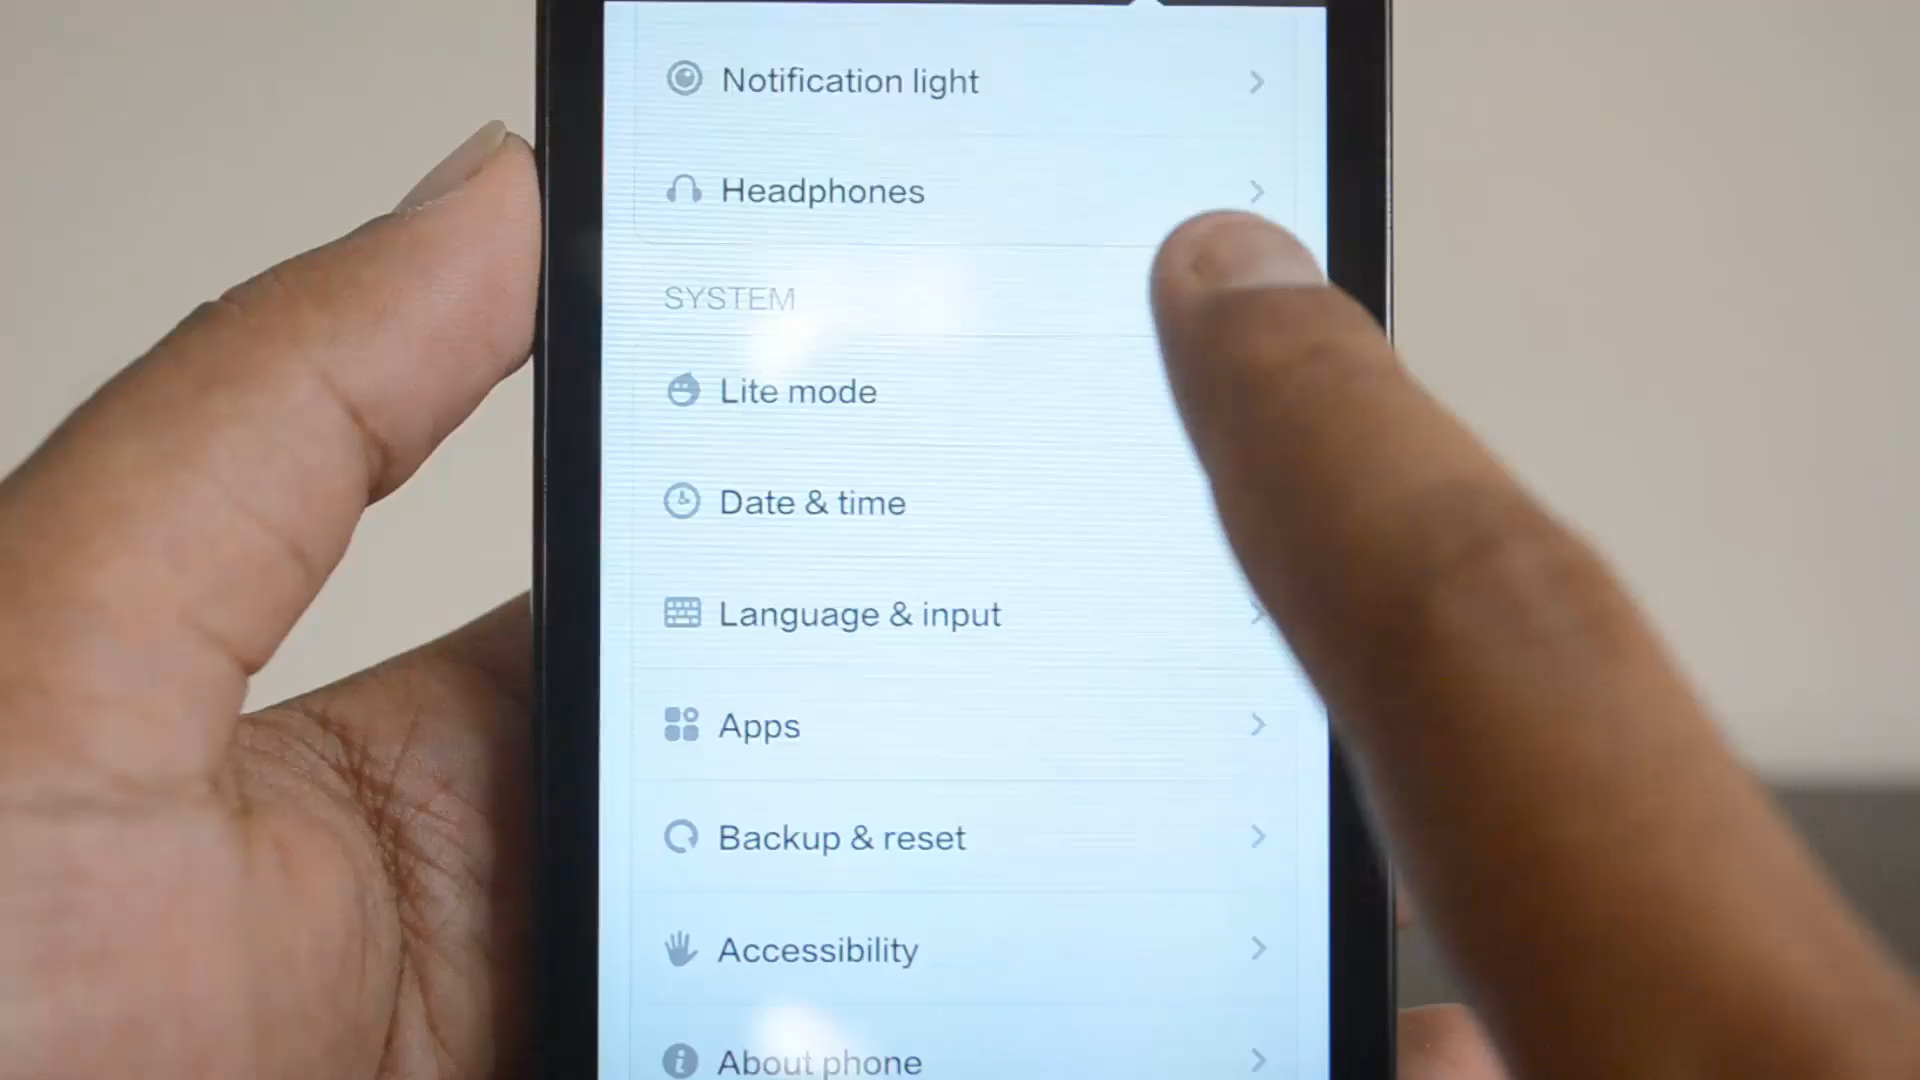 Notification light
Headphones
SYSTEM
Lite mode
Date & time
Language & input
Apps
Backup & reset
Accessibility
About phone